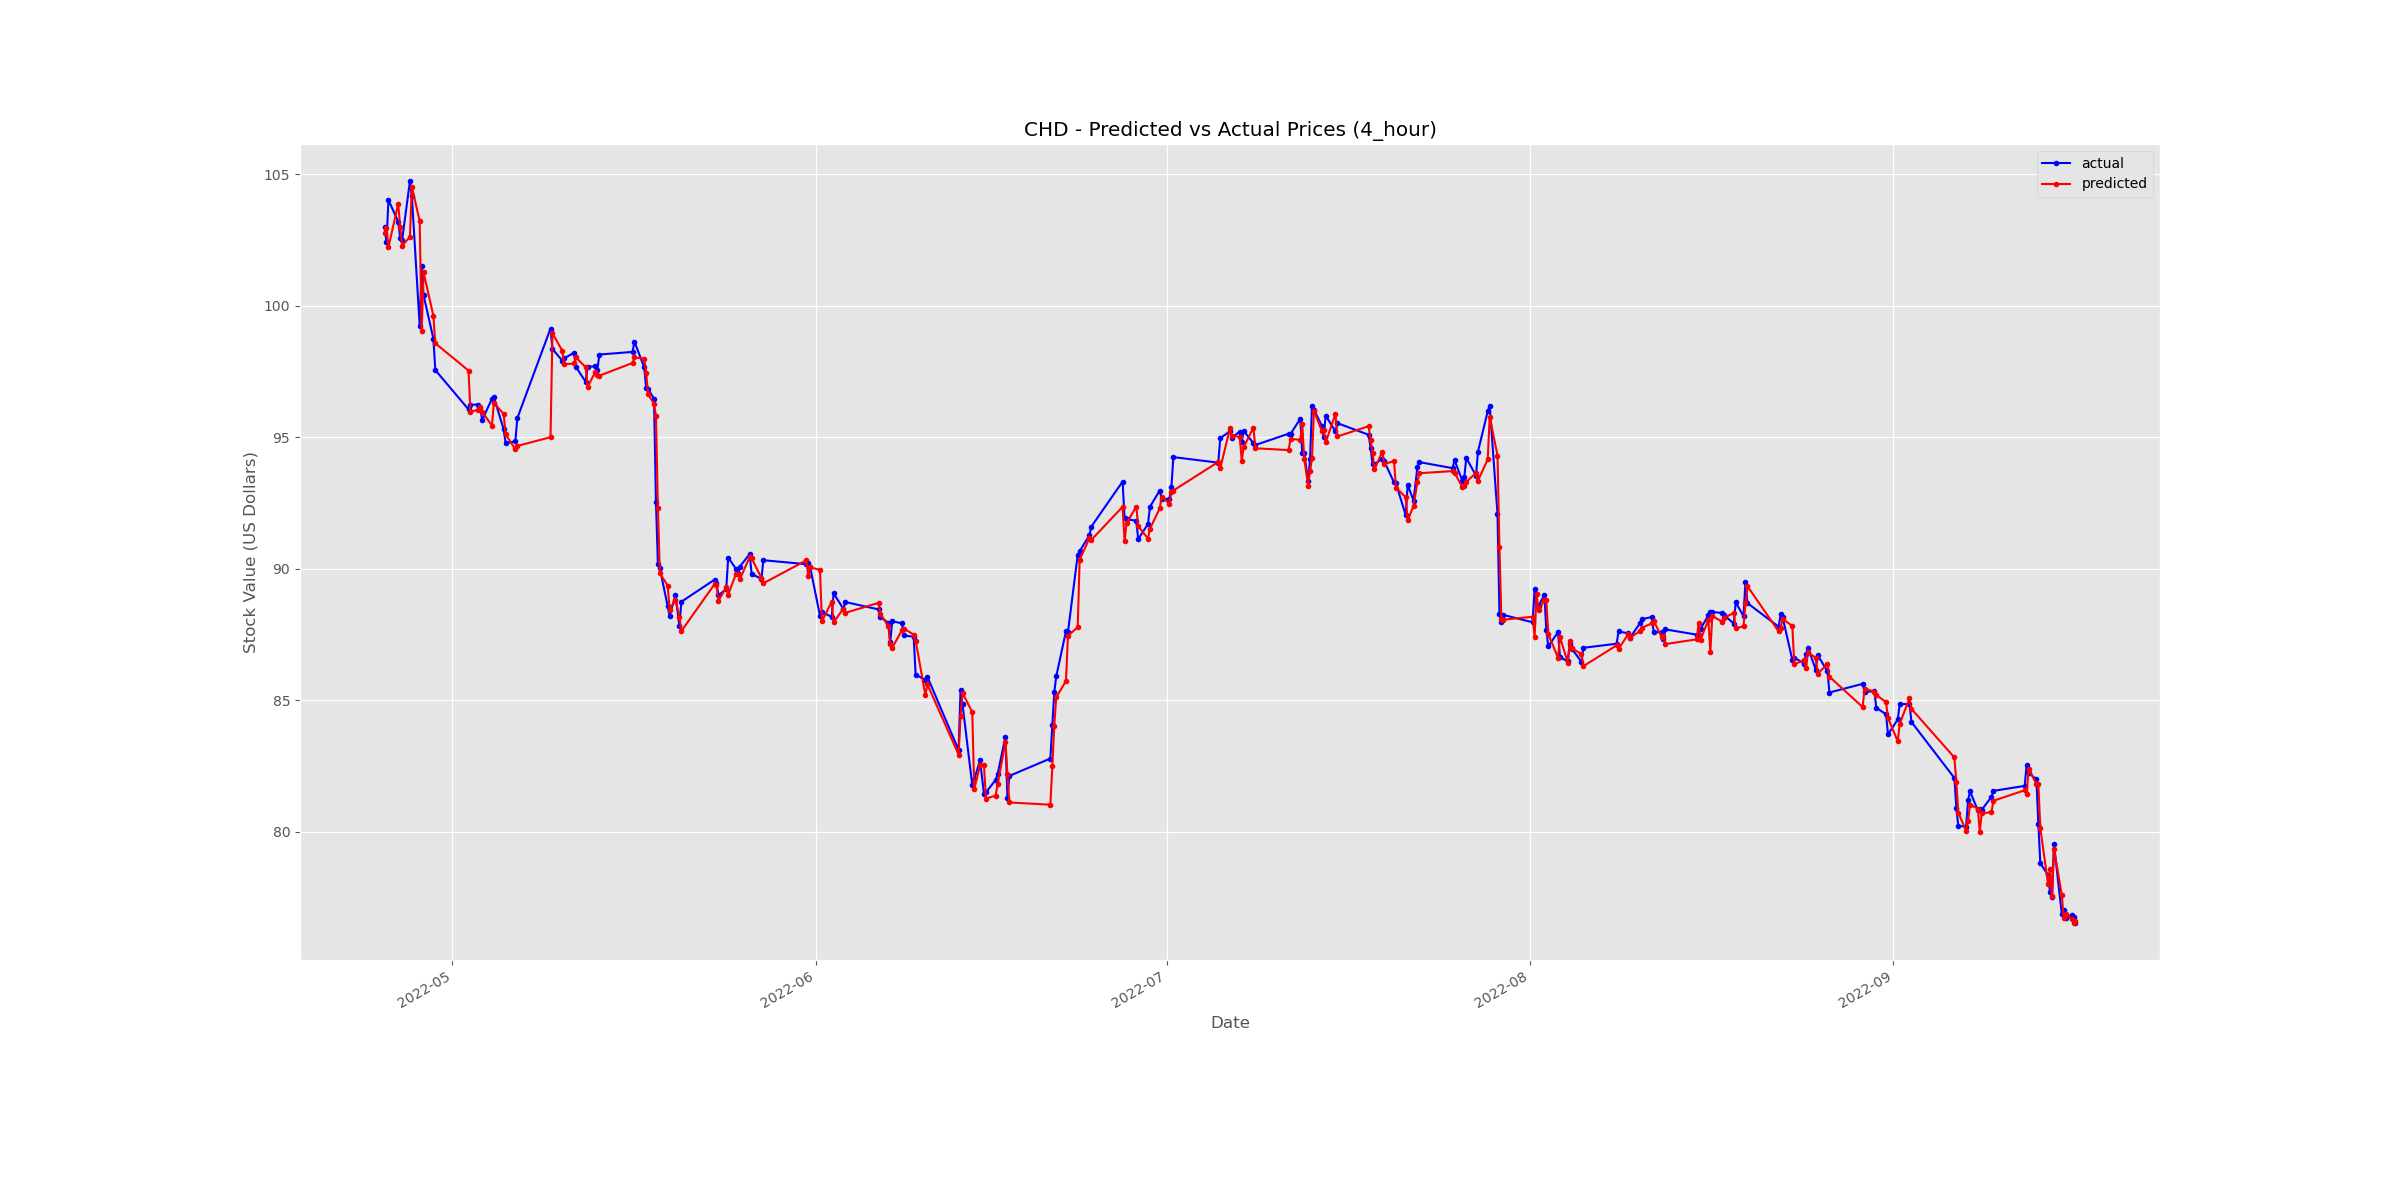 CHD - Predicted vs Actual Prices (4_hour)
actual
predicted
105
100
95
90
85
80
Stock Value (US Dollars)
2022-05
2022-06
2022-07
2022-08
2022-09
Date